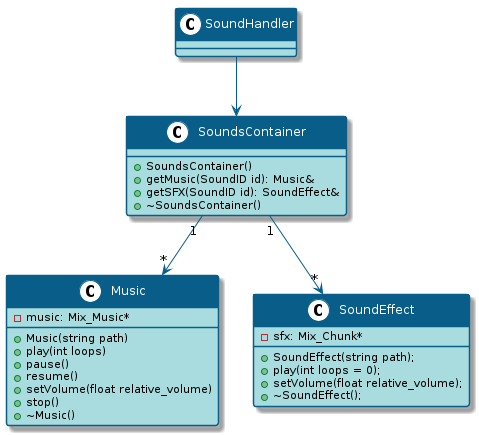 C SoundHandler
C SoundsContainer
SoundsContainer()
getMusic(SoundID id): Music&
getSFX(SoundID id): SoundEffect&
~SoundsContainer()
1
1
*
*
C Music
music: Mix_Music*
Music(string path)
play(int loops)
pause()
resume()
setVolume(float relative_volume)
stop()
~Music()
C SoundEffect
sfx: Mix_Chunk*
SoundEffect(string path);
play(int loops = 0);
setVolume(float relative_volume);
~SoundEffect();